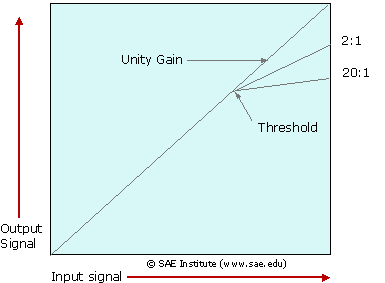 2:1
Unity Gain
20:1
Threshold
Output
Signal
© SAE Institute (www.sae.edu)
Input signal